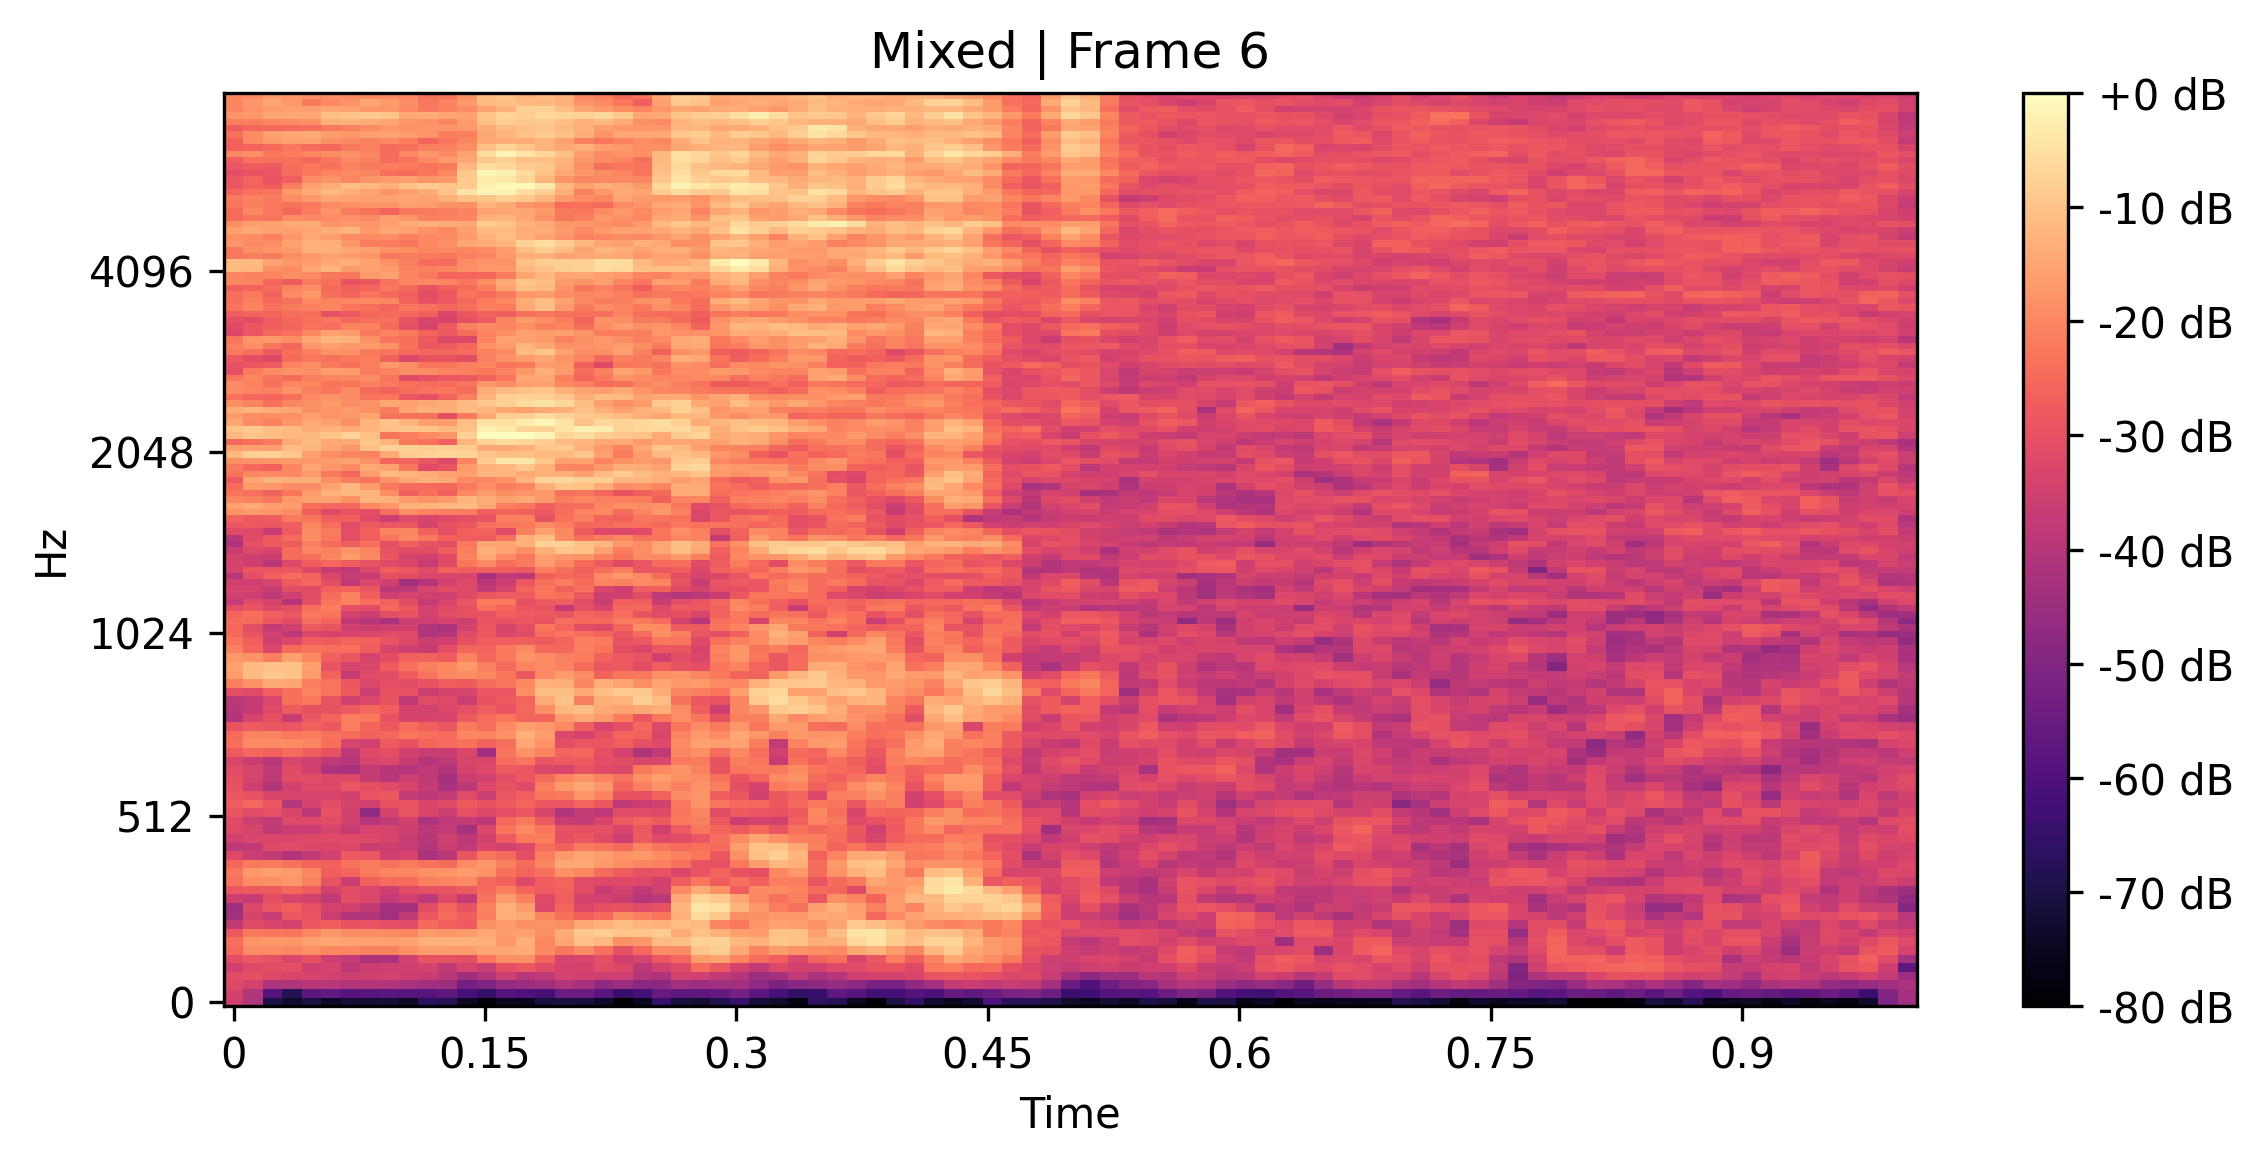 Mixed | Frame 6
+0 dB
-10 dB
-20 dB
-30 dB
-40 dB
-50 dB
-60 dB
-70 dB
-80 dB
Hz
4096
2048
1024
512
0
0 0.15 0.3 0.45 0.6 0.75 0.9
Time